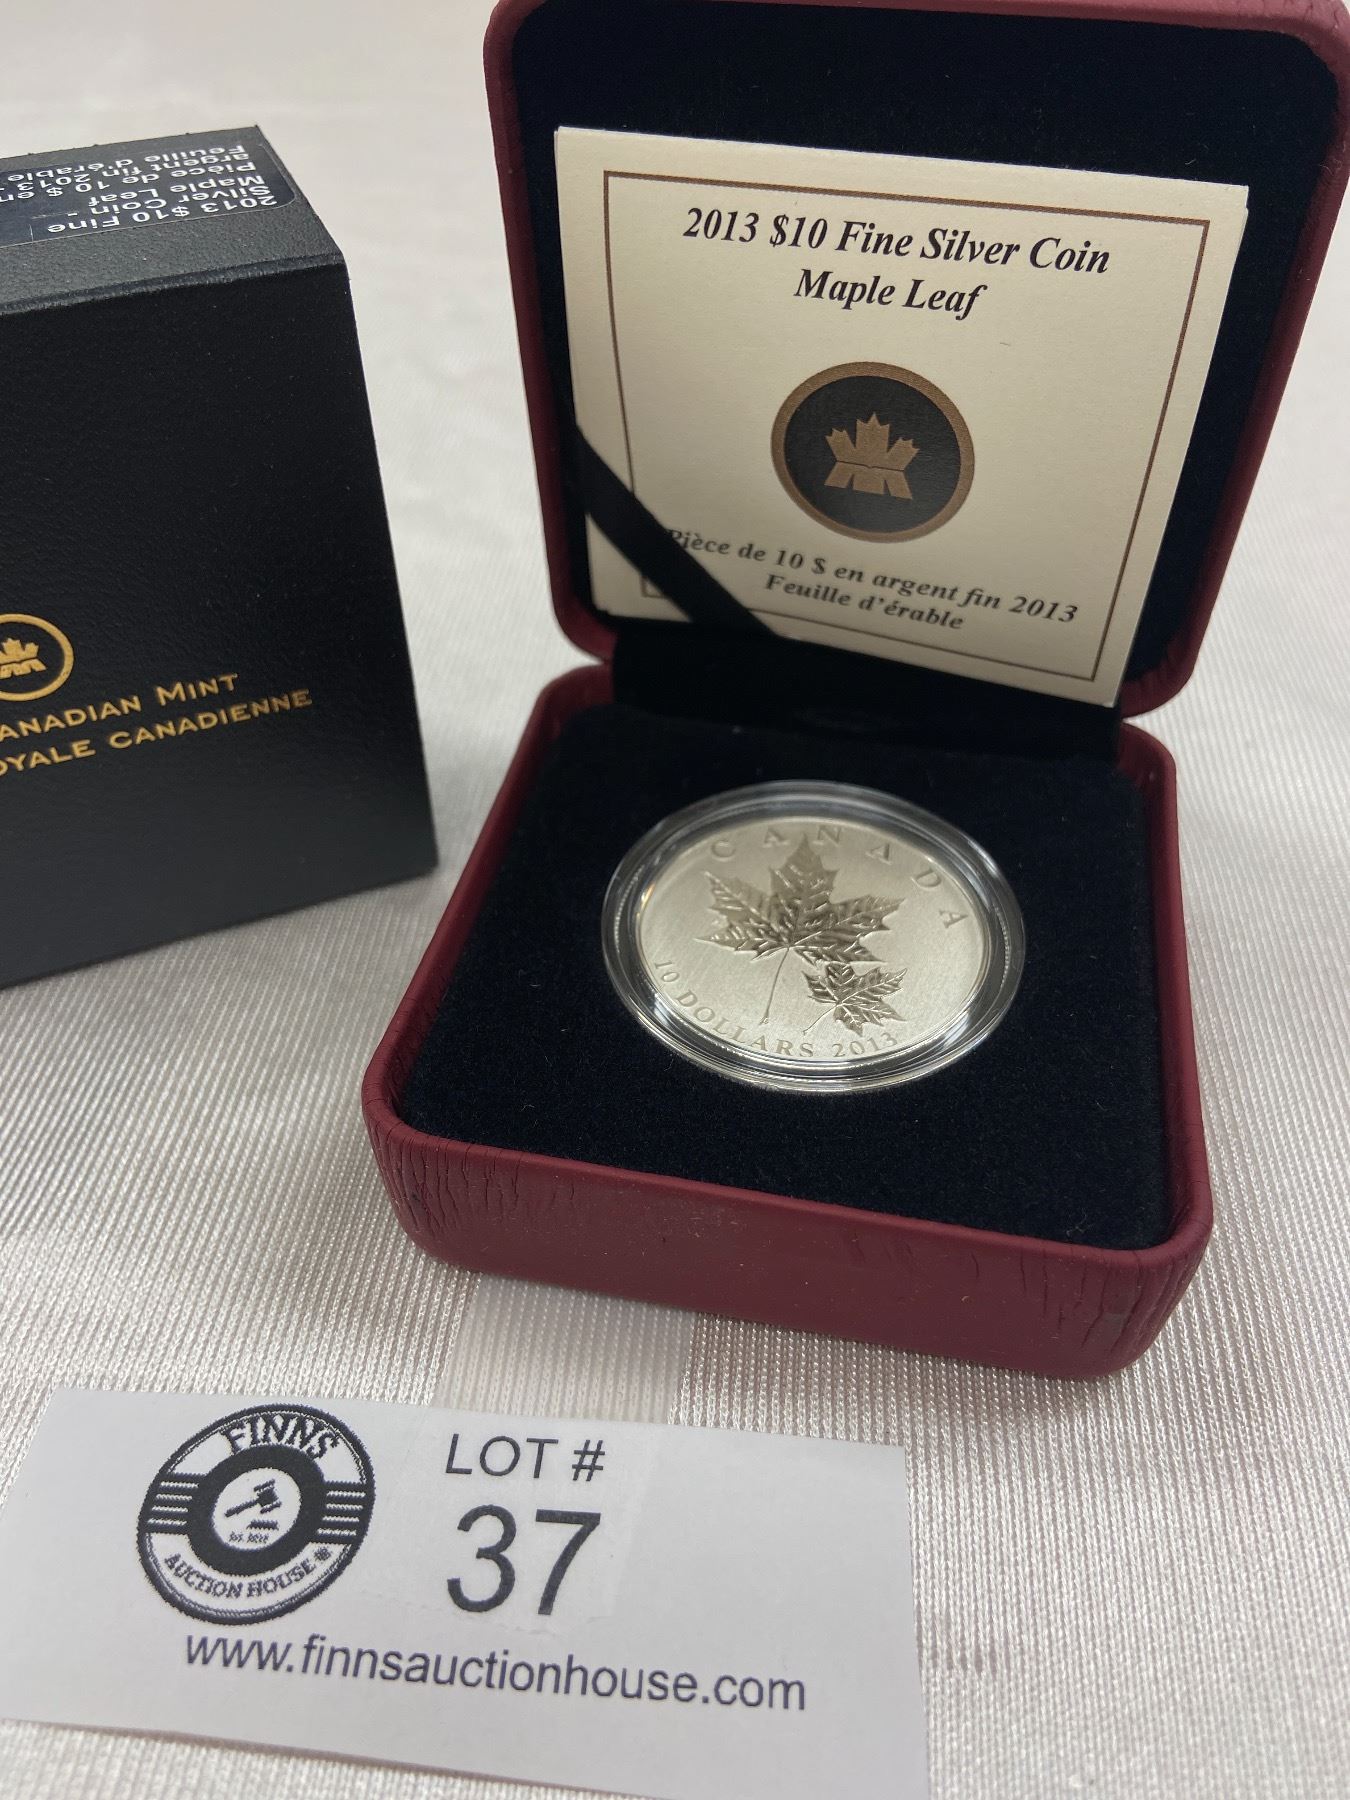 2013 $10 Fine
Silver Coin -
Maple Leaf
Pièce de 10 $ en
argent fin 2013 -
Feuille d'érable
CANADIAN MINT
ROYALE CANADIENNE
2013 $10 Fine Silver Coin
Maple Leaf
Pièce de 10 $ en argent fin 2013
Feuille d'érable
CANADA
10 DOLLARS 2013
FINNS
AUCTION HOUSE
LOT #
37
www.finnsauctionhouse.com